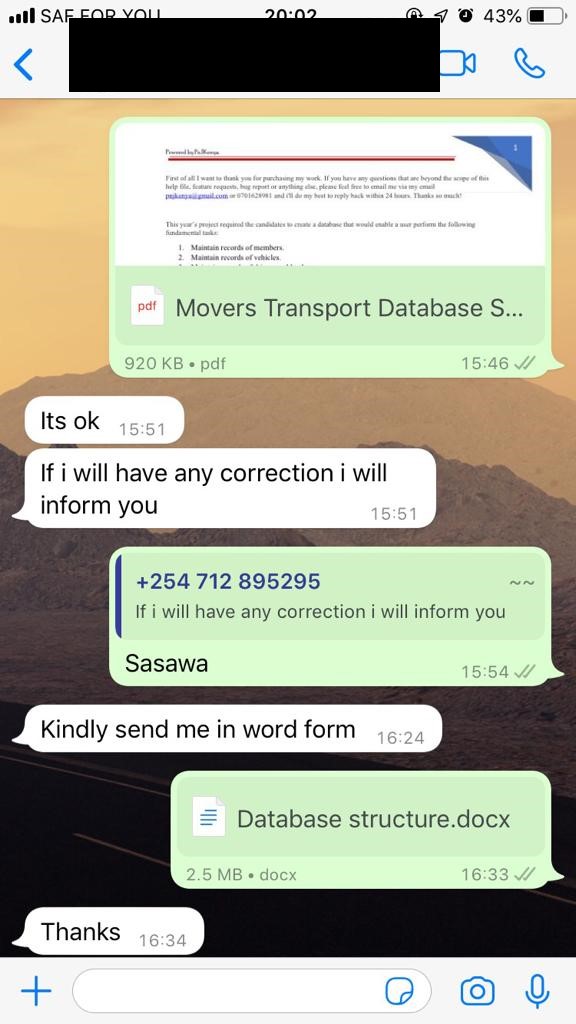 SAF FOR YOU 20:02 43%
1
Powered by PnJKenya
First of all I want to thank you for purchasing my work. If you have any questions that are beyond the scope of this
help file, feature requests, bug report or anything else, please feel free to email me via my email
pnjkenya@gmail.com or 0701628981 and i'll do my best to reply back within 24 hours. Thanks so much!
This year's project required the candidates to create a database that would enable a user perform the following
fundamental tasks:
1. Maintain records of members.
2. Maintain records of vehicles.
pdf Movers Transport Database S...
920 KB • pdf 15:46
Its ok 15:51
If i will have any correction i will
inform you 15:51
+254 712 895295 ~~
If i will have any correction i will inform you
Sasawa 15:54
Kindly send me in word form 16:24
Database structure.docx
2.5 MB • docx 16:33
Thanks 16:34